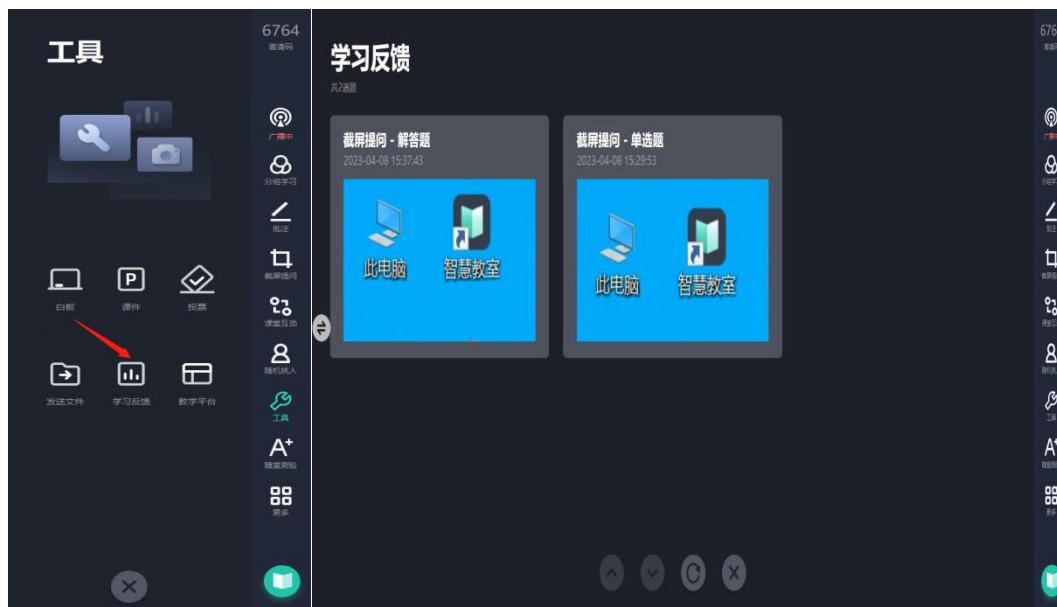 工具
白板
课件
投票
发送文件
学习反馈
教学平台
6764
邀请码
广播中
分组学习
批注
截屏提问
课堂互动
随机挑人
工具
A+
随堂测验
更多
学习反馈
共2道题
截屏提问 - 解答题
2023-04-08 15:37:43
此电脑
智慧教室
截屏提问 - 单选题
2023-04-08 15:29:53
此电脑
智慧教室
676